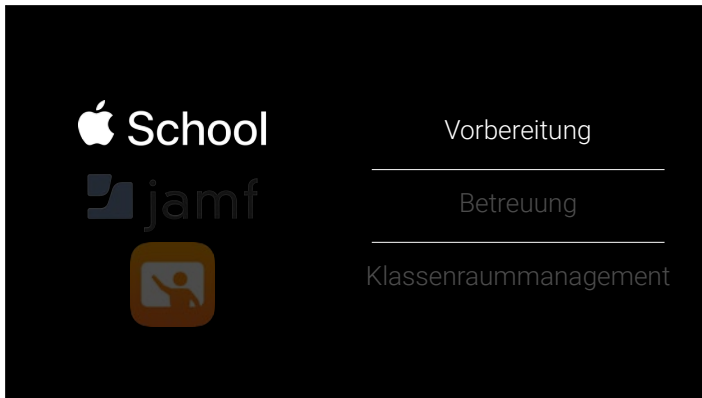 School
Vorbereitung
jamf
Betreuung
Klassenraummanagement